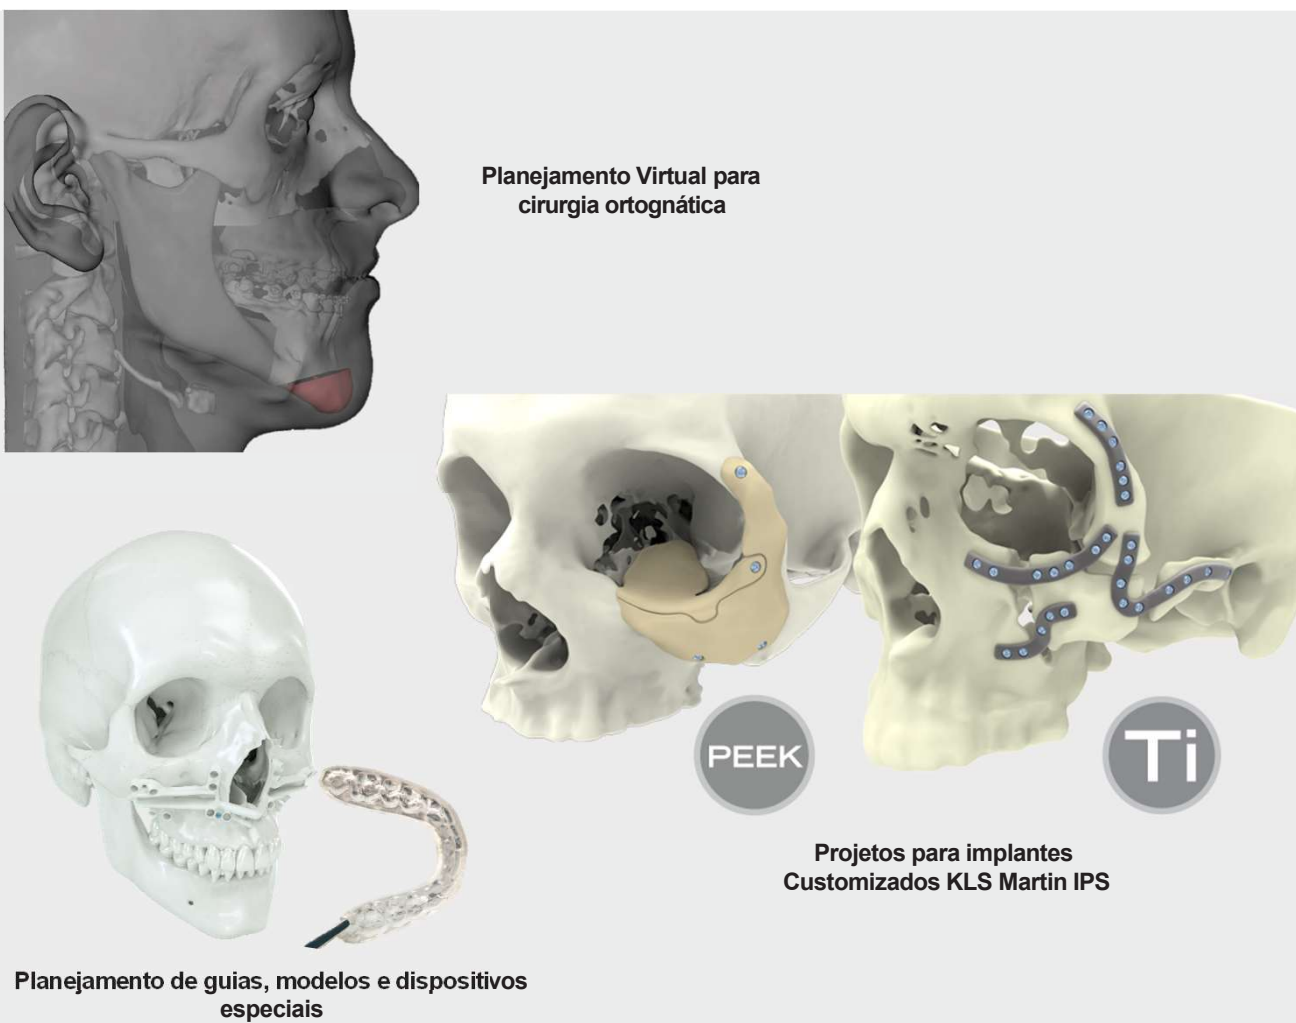 Planejamento Virtual para
cirurgia ortognática
PEEK
Ti
Projetos para implantes
Customizados KLS Martin IPS
Planejamento de guias, modelos e dispositivos
especiais